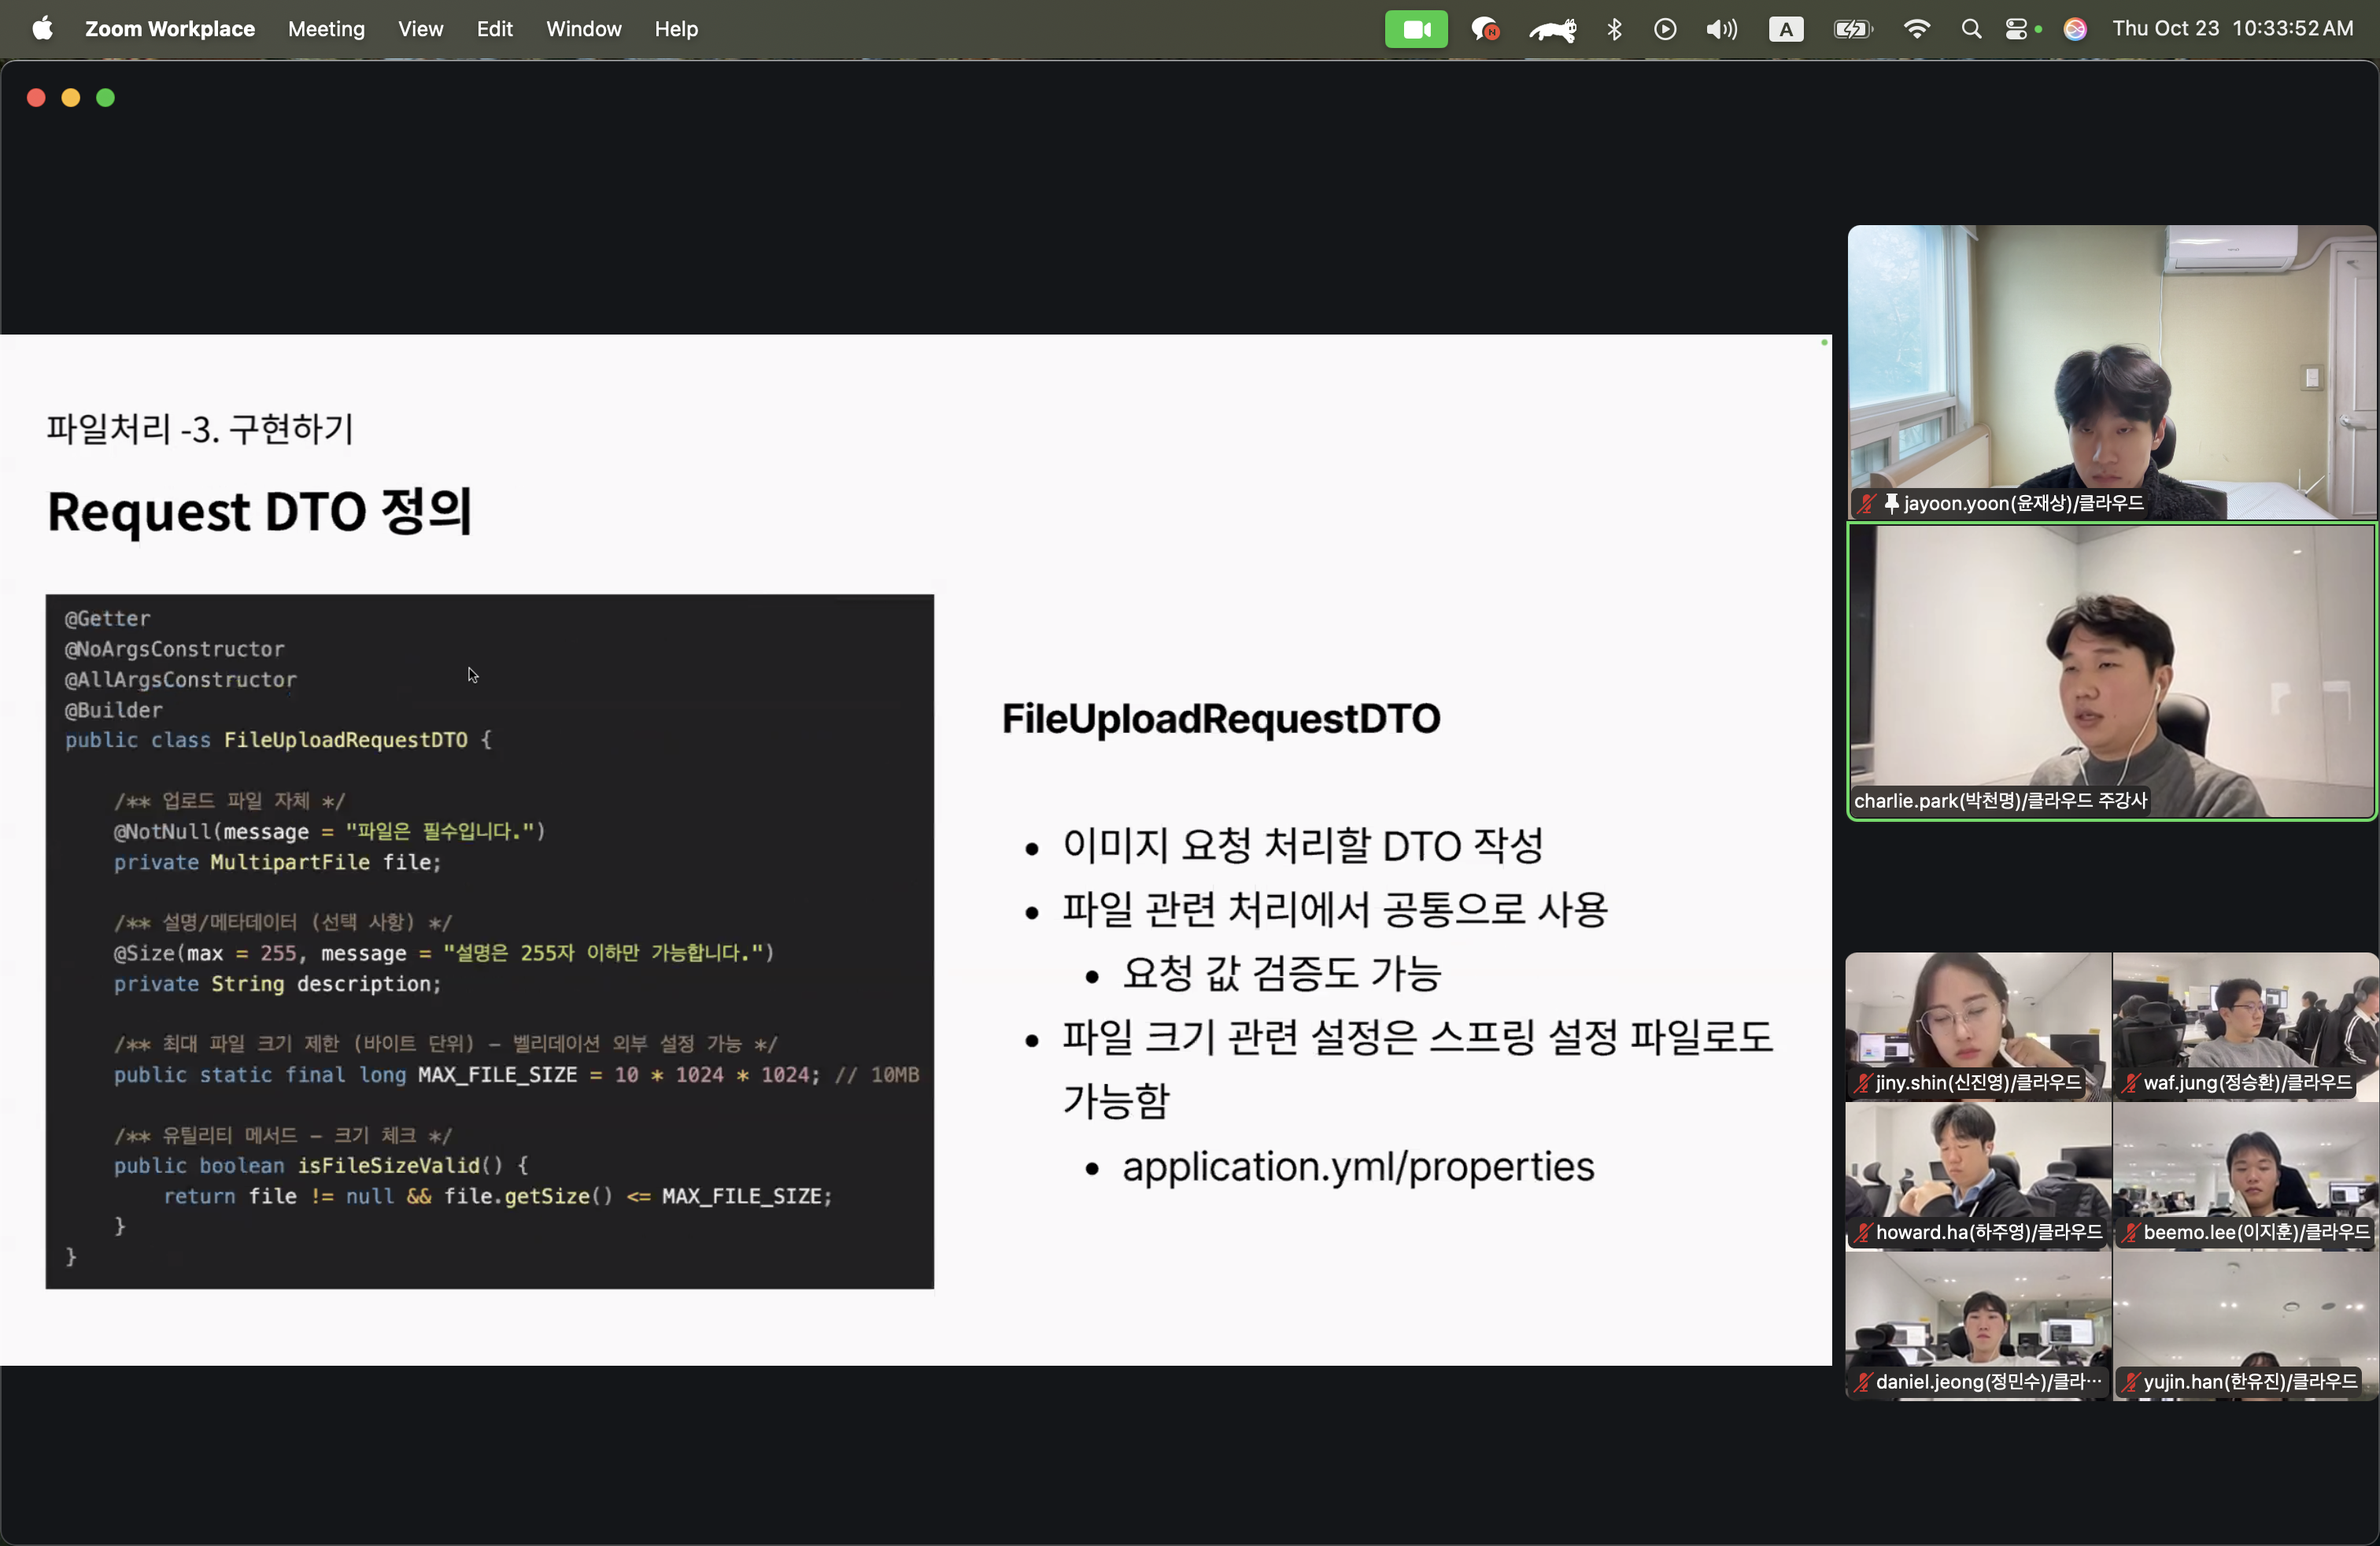 Zoom Workplace Meeting View Edit Window Help
A
Thu Oct 23 10:33:52 AM
파일처리 -3. 구현하기
Request DTO 정의
@Getter
@NoArgsConstructor
@AllArgsConstructor
@Builder
public class FileUploadRequestDTO {
/** 업로드 파일 자체 */
@NotNull(message = "파일은 필수입니다.")
private MultipartFile file;
/** 설명/메타데이터 (선택 사항) */
@Size(max = 255, message = "설명은 255자 이하만 가능합니다.")
private String description;
/** 최대 파일 크기 제한 (바이트 단위) – 벨리데이션 외부 설정 가능 */
public static final long MAX_FILE_SIZE = 10 * 1024 * 1024; // 10MB
/** 유틸리티 메서드 – 크기 체크 */
public boolean isFileSizeValid() {
return file != null && file.getSize() <= MAX_FILE_SIZE;
}
}
FileUploadRequestDTO
• 이미지 요청 처리할 DTO 작성
• 파일 관련 처리에서 공통으로 사용
• 요청 값 검증도 가능
• 파일 크기 관련 설정은 스프링 설정 파일로도
가능함
• application.yml/properties
jayoon.yoon(윤재상)/클라우드
charlie.park(박천명)/클라우드 주강사
jiny.shin(신진영)/클라우드
waf.jung(정승환)/클라우드
howard.ha(하주영)/클라우드
beemo.lee(이지훈)/클라우드
daniel.jeong(정민수)/클라…
yujin.han(한유진)/클라우드